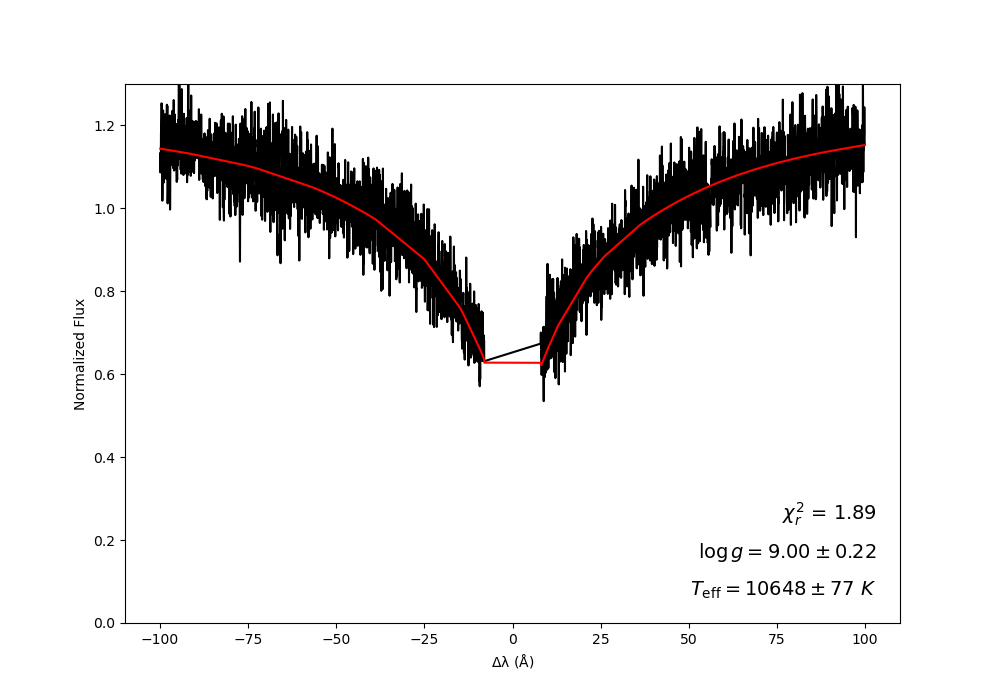 1.2
1.0
0.8
0.6
0.4
0.2
0.0
Normalized Flux
χ²ᵣ = 1.89
log g = 9.00 ± 0.22
T_eff = 10648 ± 77 K
−100 −75 −50 −25 0 25 50 75 100
Δλ (Å)